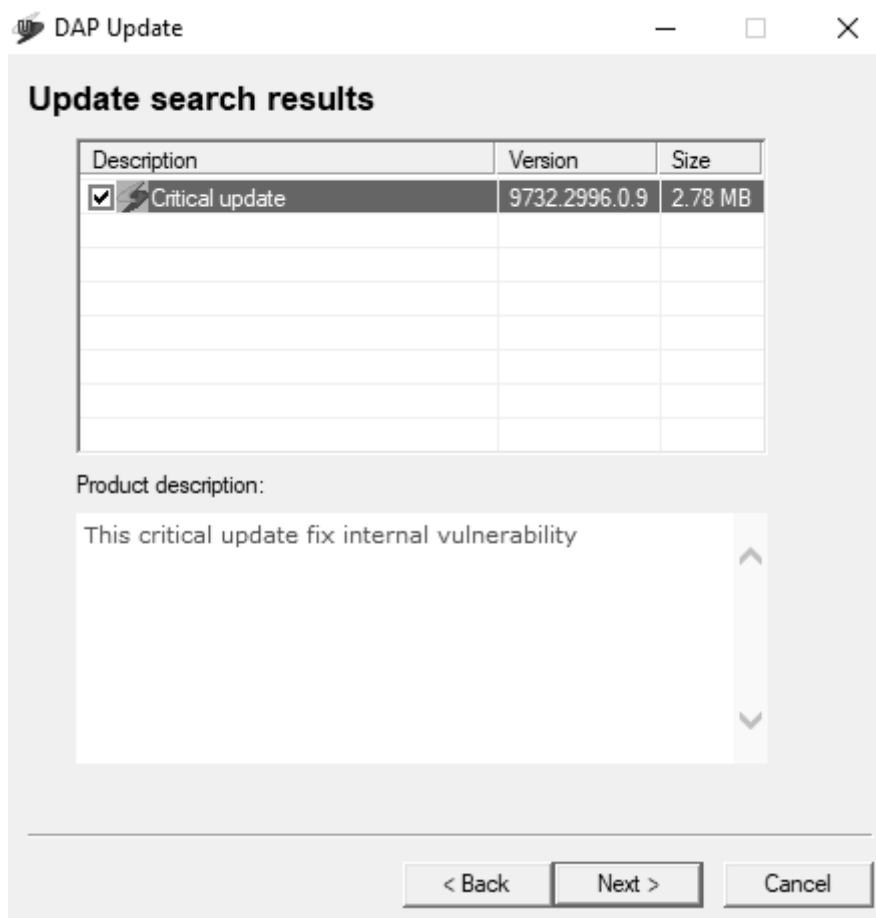 DAP Update
Update search results
Description Version Size
Critical update 9732.2996.0.9 2.78 MB
Product description:
This critical update fix internal vulnerability
< Back Next > Cancel